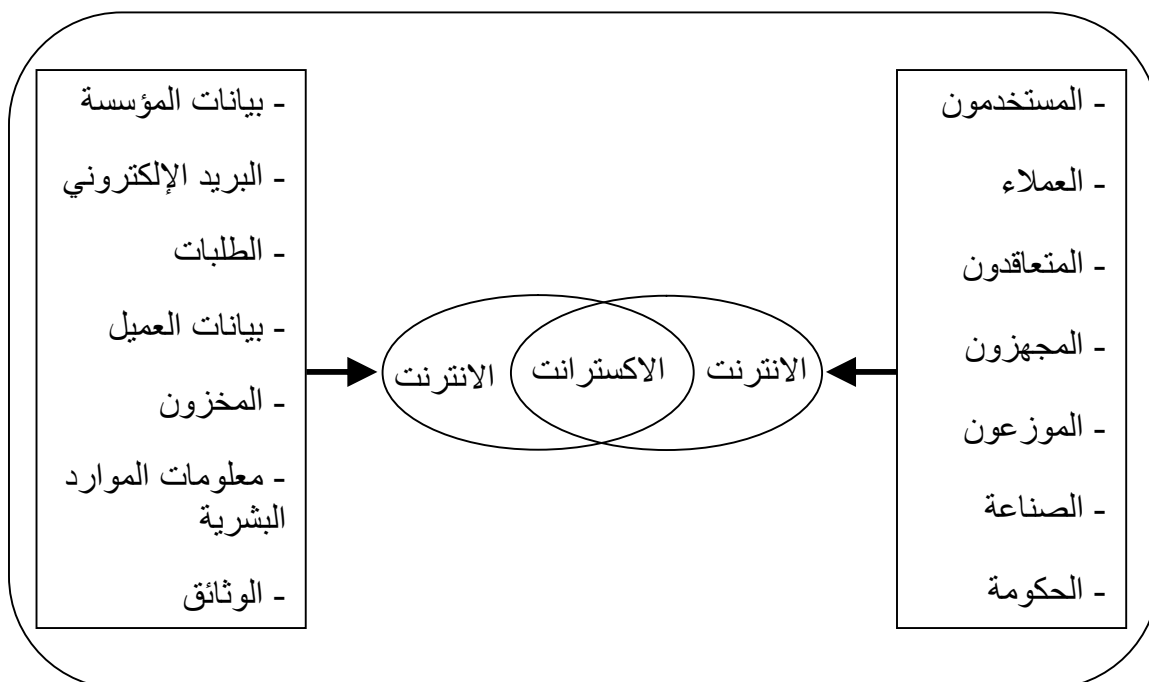 - المستخدمون
- العملاء
- المتعاقدون
- المجهزون
- الموزعون
- الصناعة
- الحكومة
الانترنت
الاكسترانت
الانترنت
- بيانات المؤسسة
- البريد الإلكتروني
- الطلبات
- بيانات العميل
- المخزون
- معلومات الموارد
البشرية
- الوثائق